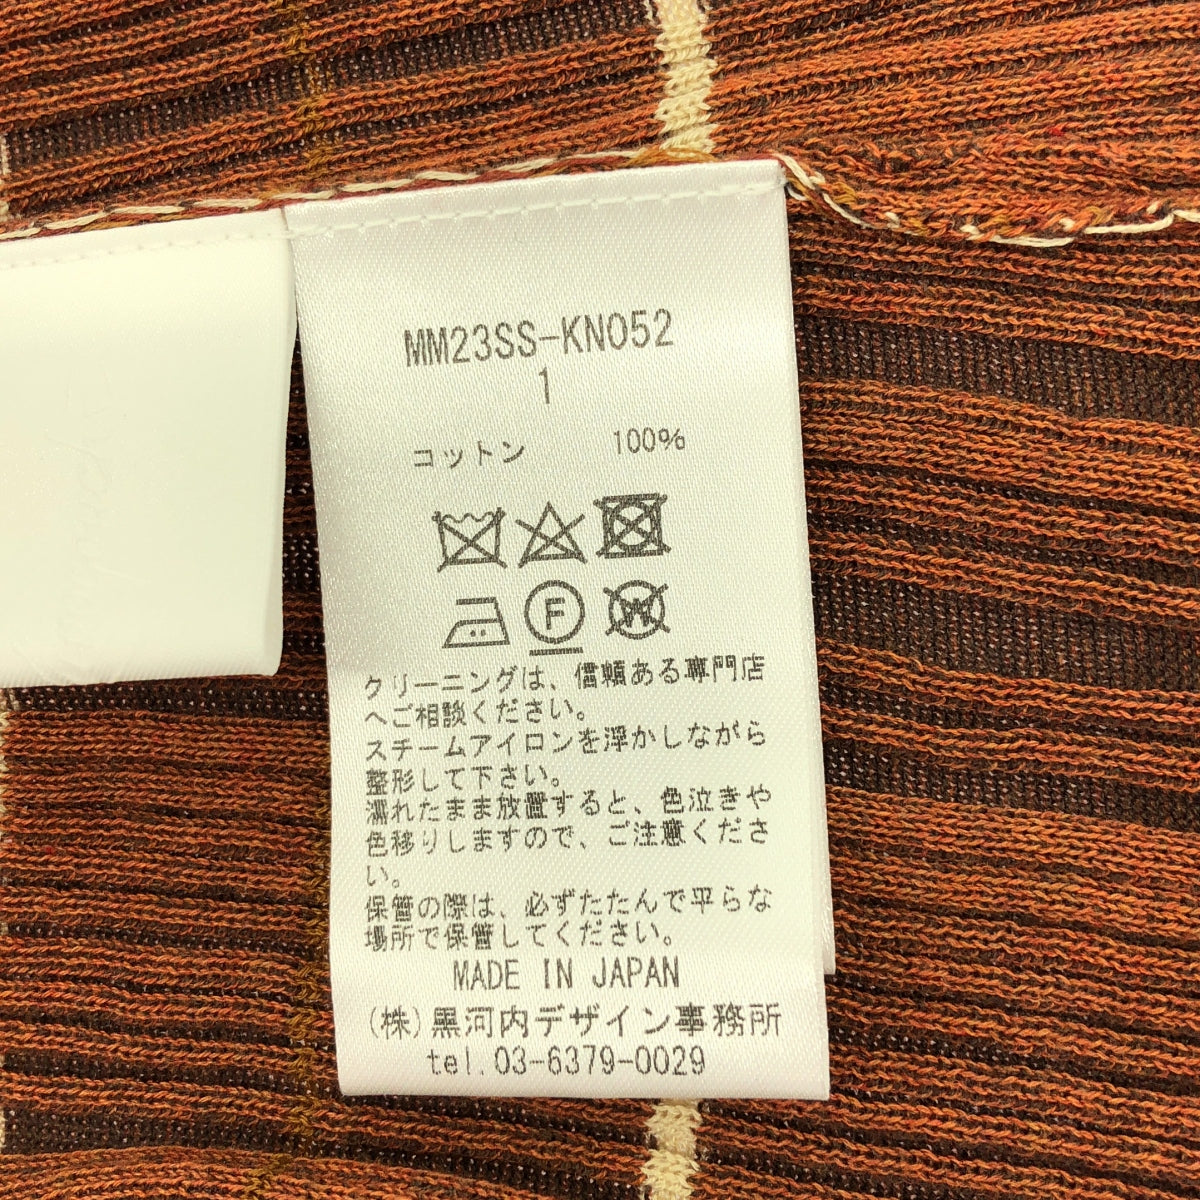 MM23SS-KN052
1
コットン 100%
F
W
クリーニングは、信頼ある専門店
へご相談ください。
スチームアイロンを浮かしながら
整形して下さい。
濡れたまま放置すると、色泣きや
色移りしますので、ご注意くださ
い。
保管の際は、必ずたたんで平らな
場所で保管してください。
MADE IN JAPAN
(株)黒河内デザイン事務所
tel.03-6379-0029